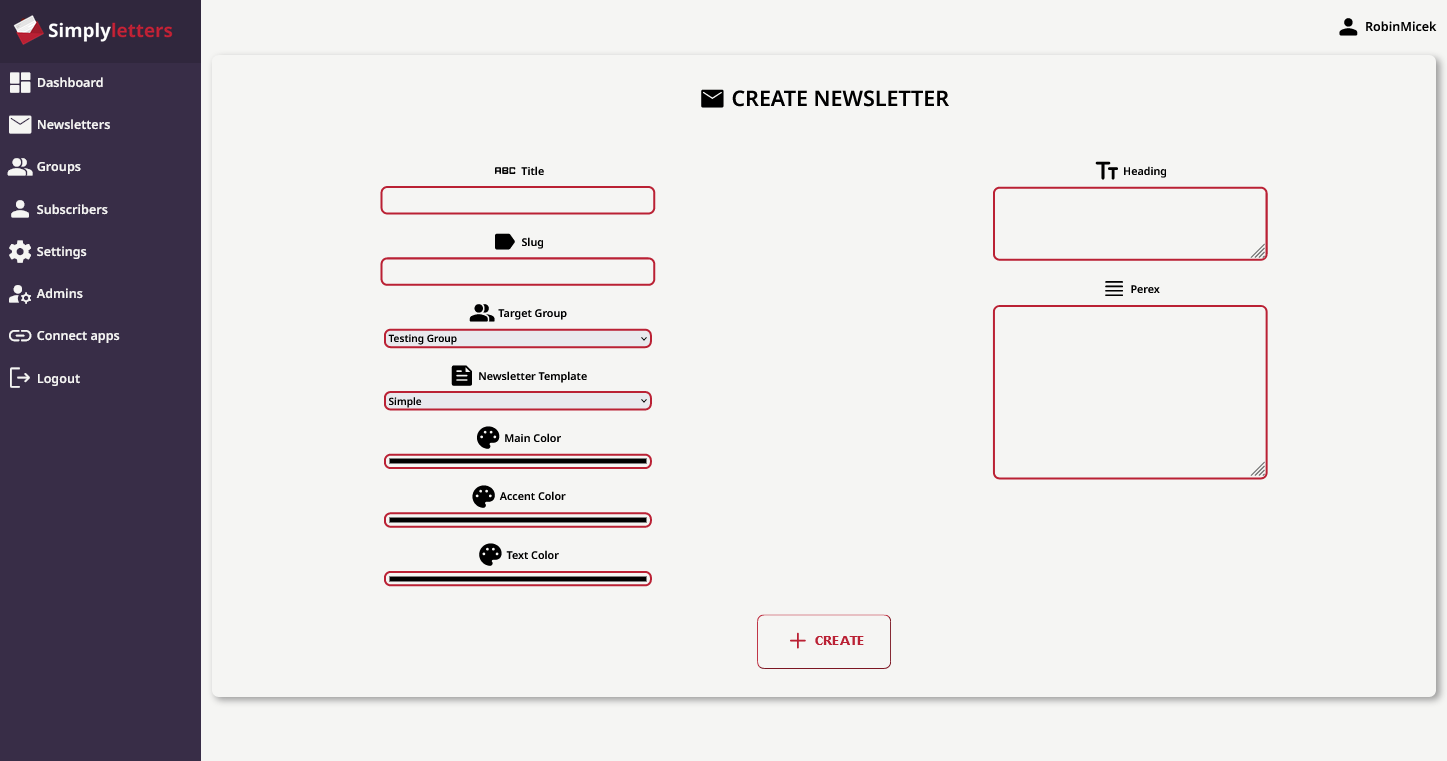 Simplyletters
RobinMicek
Dashboard
Newsletters
Groups
Subscribers
Settings
Admins
Connect apps
Logout
CREATE NEWSLETTER
ABC Title
Slug
Target Group
Testing Group
Newsletter Template
Simple
Main Color
Accent Color
Text Color
TT Heading
Perex
CREATE